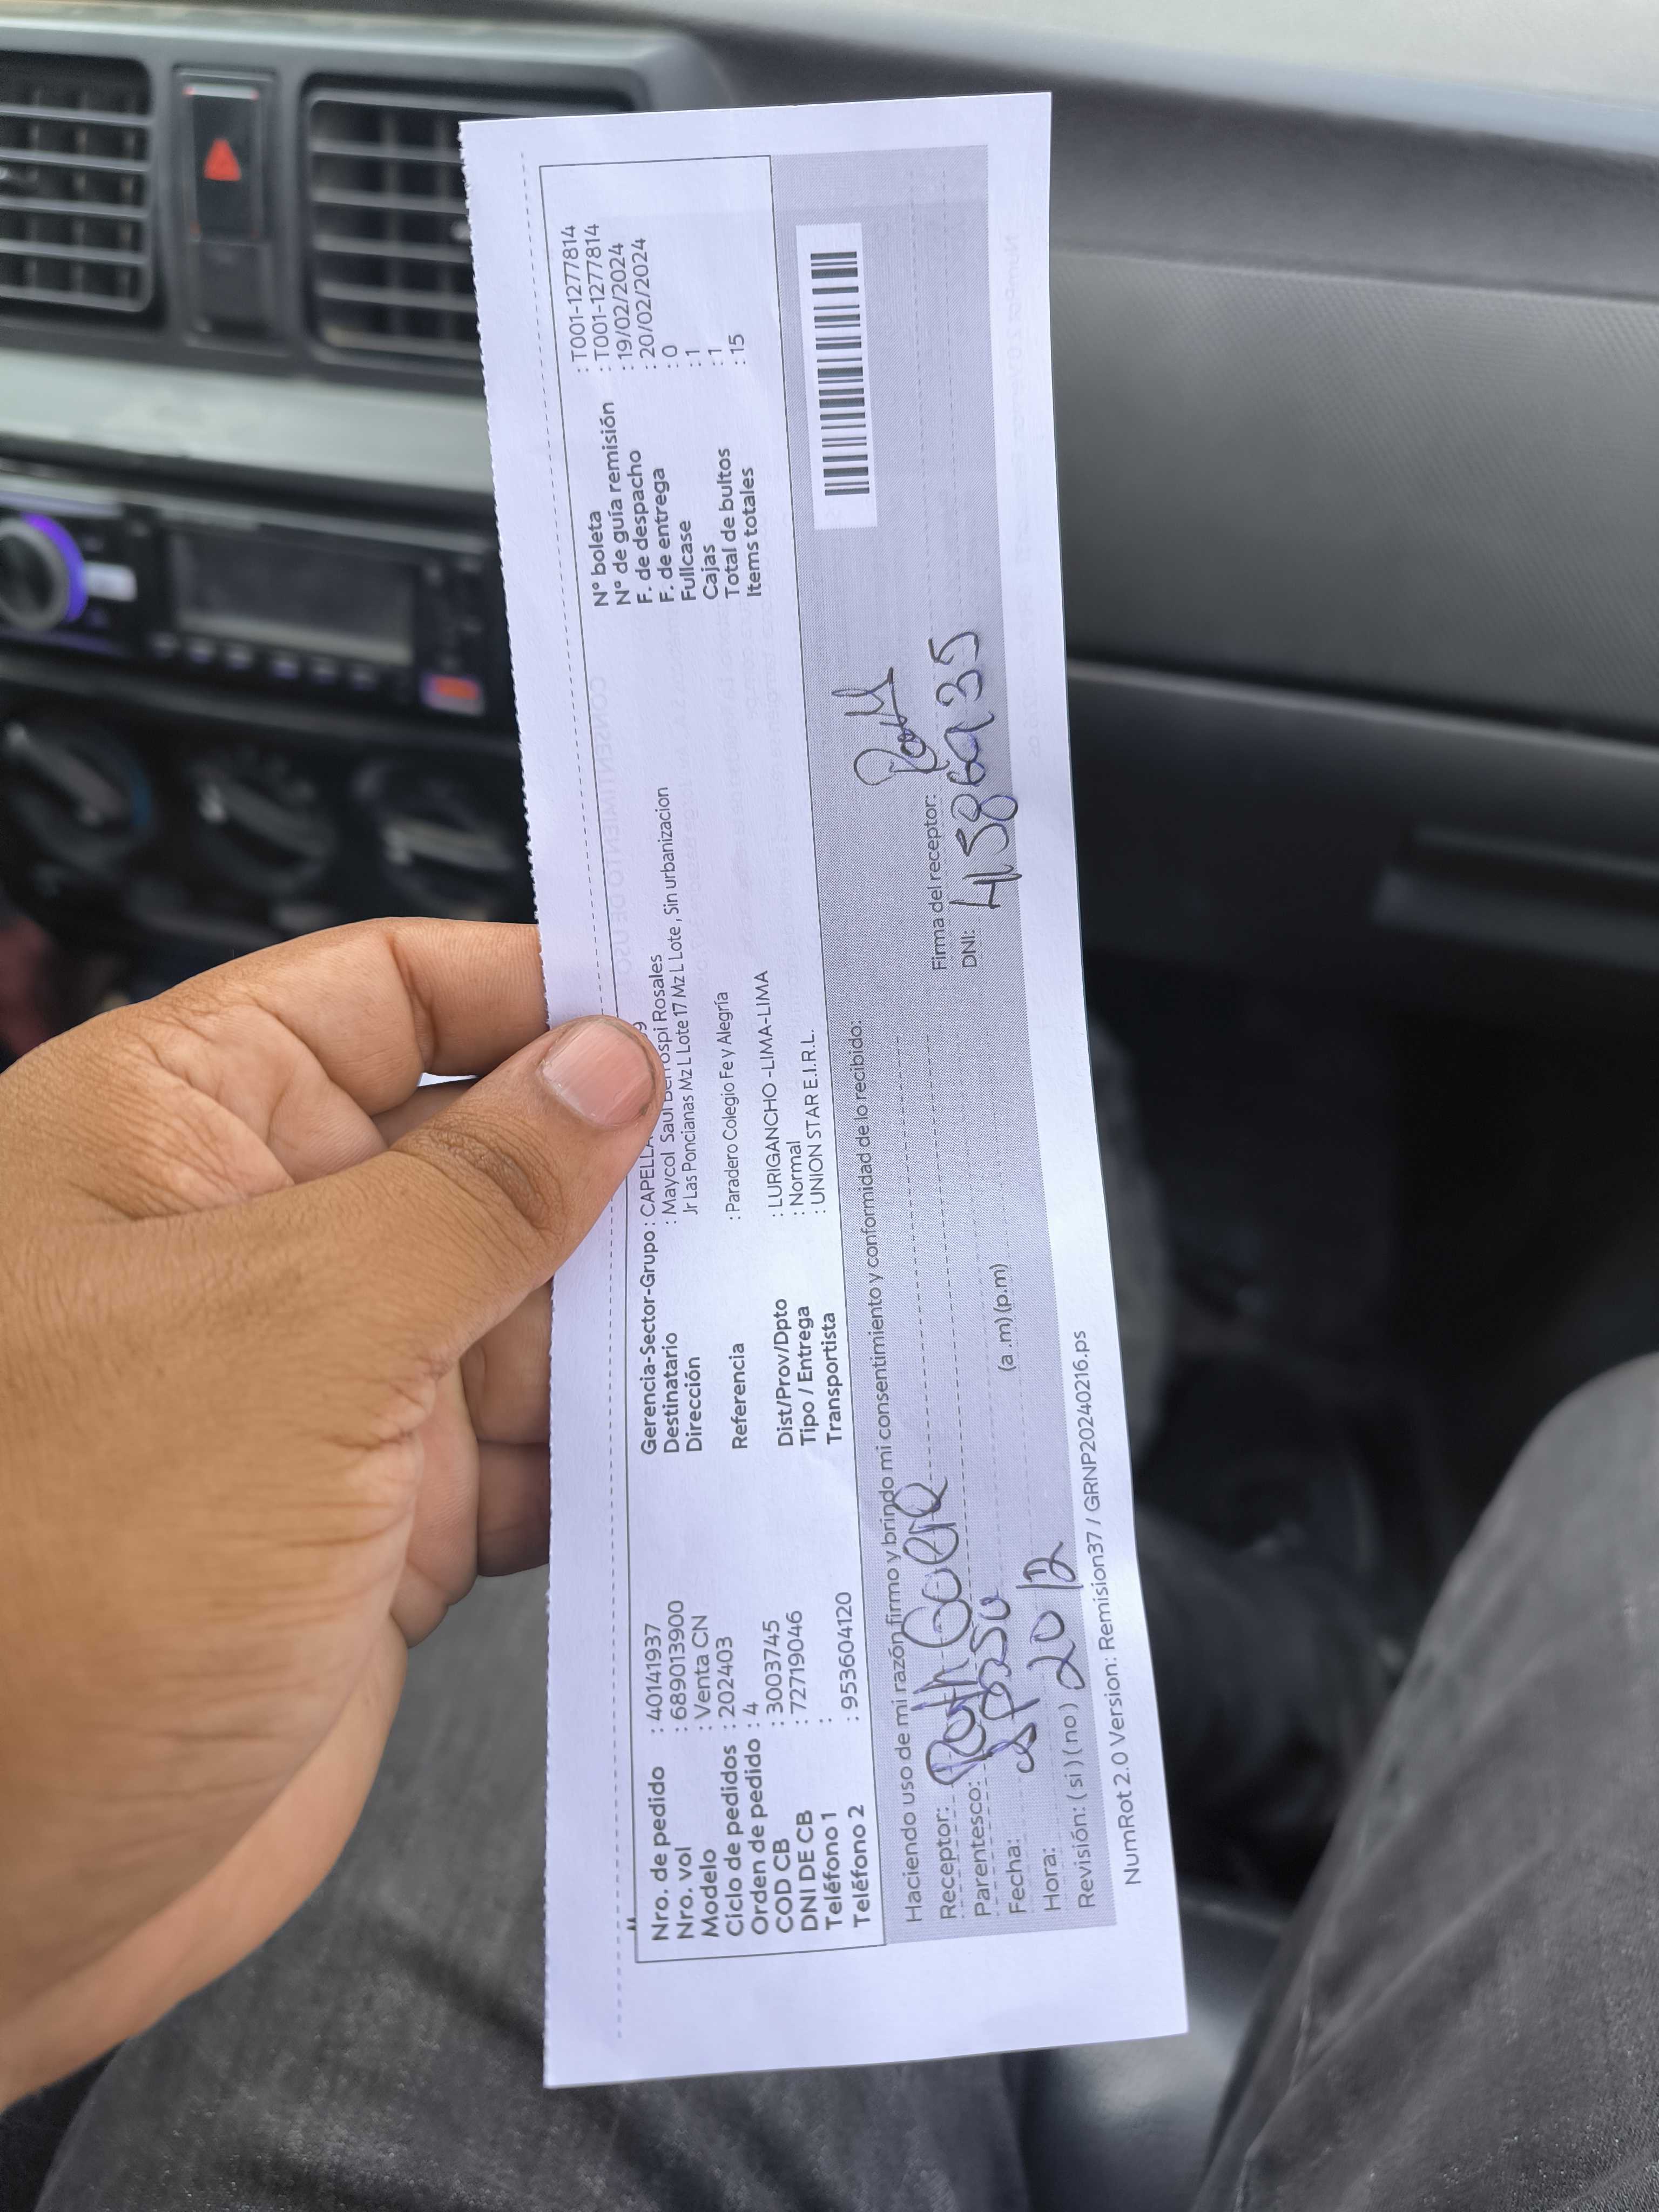 Nro. de pedido : 40141937
Nro. vol : 689013900
Modelo : Venta CN
Ciclo de pedidos : 202403
Orden de pedido : 4
COD CB : 3003745
DNI DE CB : 72719046
Teléfono 1 :
Teléfono 2 : 953604120
Gerencia-Sector-Grupo : CAPELLA
Destinatario : Maycol Saul Rosales
Dirección Jr Las Poncianas Mz L Lote 17 Mz L Lote , Sin urbanizacion
Referencia : Paradero Colegio Fe y Alegría
Dist/Prov/Dpto : LURIGANCHO -LIMA-LIMA
Tipo / Entrega : Normal
Transportista : UNION STAR E.I.R.L.
N° boleta : T001-1277814
N° de guía remisión : T001-1277814
F. de despacho : 19/02/2024
F. de entrega : 20/02/2024
Fullcase : 0
Cajas : 1
Total de bultos : 1
Items totales : 15
Haciendo uso de mi razón firmo y brindo mi consentimiento y conformidad de lo recibido:
Receptor:
Parentesco:
Fecha:
Hora: (a .m) (p.m)
Revisión: ( si ) ( no ) 20 12
Firma del receptor:
DNI: 41586935
NumRot 2.0 Version: Remision37 / GRNP20240216.ps